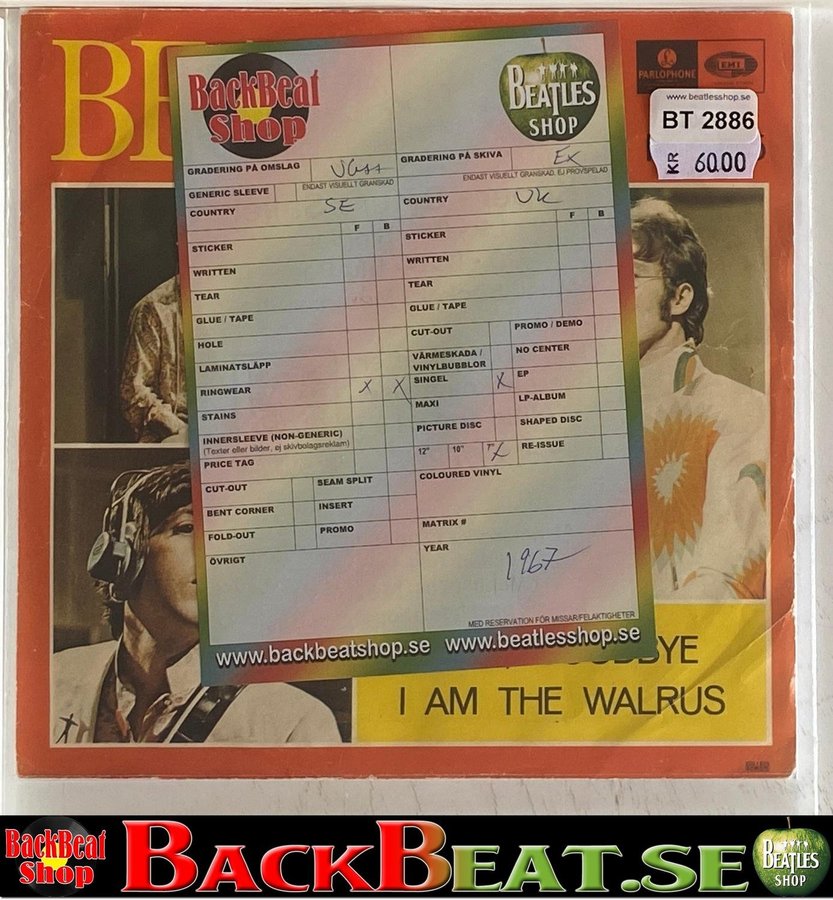 BE
PARLOPHONE
EMI
www.beatlesshop.se
BT 2886
KR 60.00
BackBeat
Shop
BEATLES
SHOP
GRADERING PÅ OMSLAG VG++
GENERIC SLEEVE ENDAST VISUELLT GRANSKAD
COUNTRY SE
F B
STICKER
WRITTEN
TEAR
GLUE / TAPE
HOLE
LAMINATSLÄPP
RINGWEAR X X
STAINS
INNERSLEEVE (NON-GENERIC)
(Texter eller bilder, ej skivbolagsreklam)
PRICE TAG
CUT-OUT SEAM SPLIT
BENT CORNER INSERT
FOLD-OUT PROMO
ÖVRIGT
GRADERING PÅ SKIVA Ex
ENDAST VISUELLT GRANSKAD, EJ PROVSPELAD
COUNTRY UK
F B
STICKER
WRITTEN
TEAR
GLUE / TAPE
CUT-OUT PROMO / DEMO
VÄRMESKADA /
VINYLBUBBLOR NO CENTER
SINGEL X EP
MAXI LP-ALBUM
PICTURE DISC SHAPED DISC
12" 10" 7" X RE-ISSUE
COLOURED VINYL
MATRIX #
YEAR 1967
MED RESERVATION FÖR MISSAR/FELAKTIGHETER
www.backbeatshop.se www.beatlesshop.se
I AM THE WALRUS
BackBeat
Shop
BACKBEAT.SE
BEATLES
SHOP